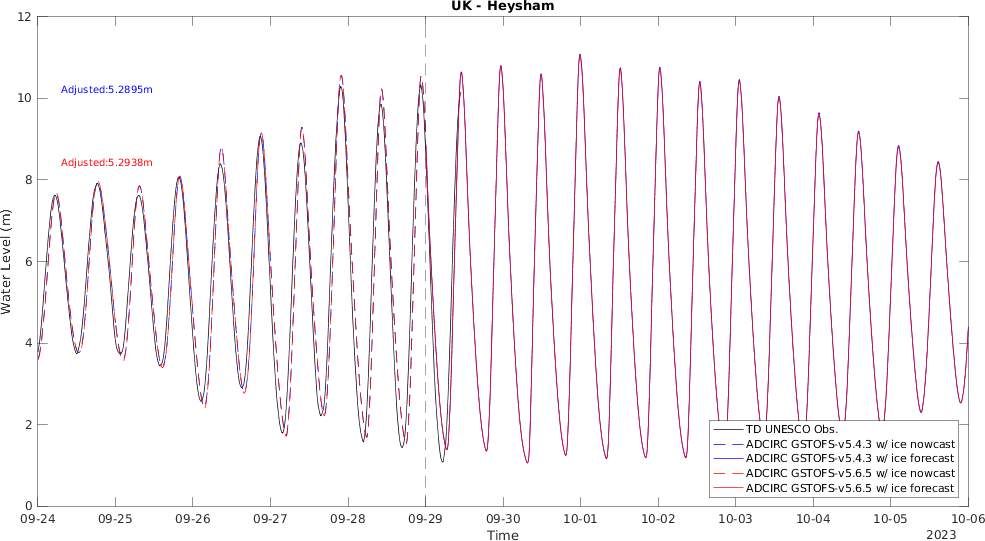 UK - Heysham
12
10
8
6
4
2
0
Water Level (m)
Adjusted:5.2895m
Adjusted:5.2938m
TD UNESCO Obs.
ADCIRC GSTOFS-v5.4.3 w/ ice nowcast
ADCIRC GSTOFS-v5.4.3 w/ ice forecast
ADCIRC GSTOFS-v5.6.5 w/ ice nowcast
ADCIRC GSTOFS-v5.6.5 w/ ice forecast
09-24 09-25 09-26 09-27 09-28 09-29 09-30 10-01 10-02 10-03 10-04 10-05 10-06
Time
2023